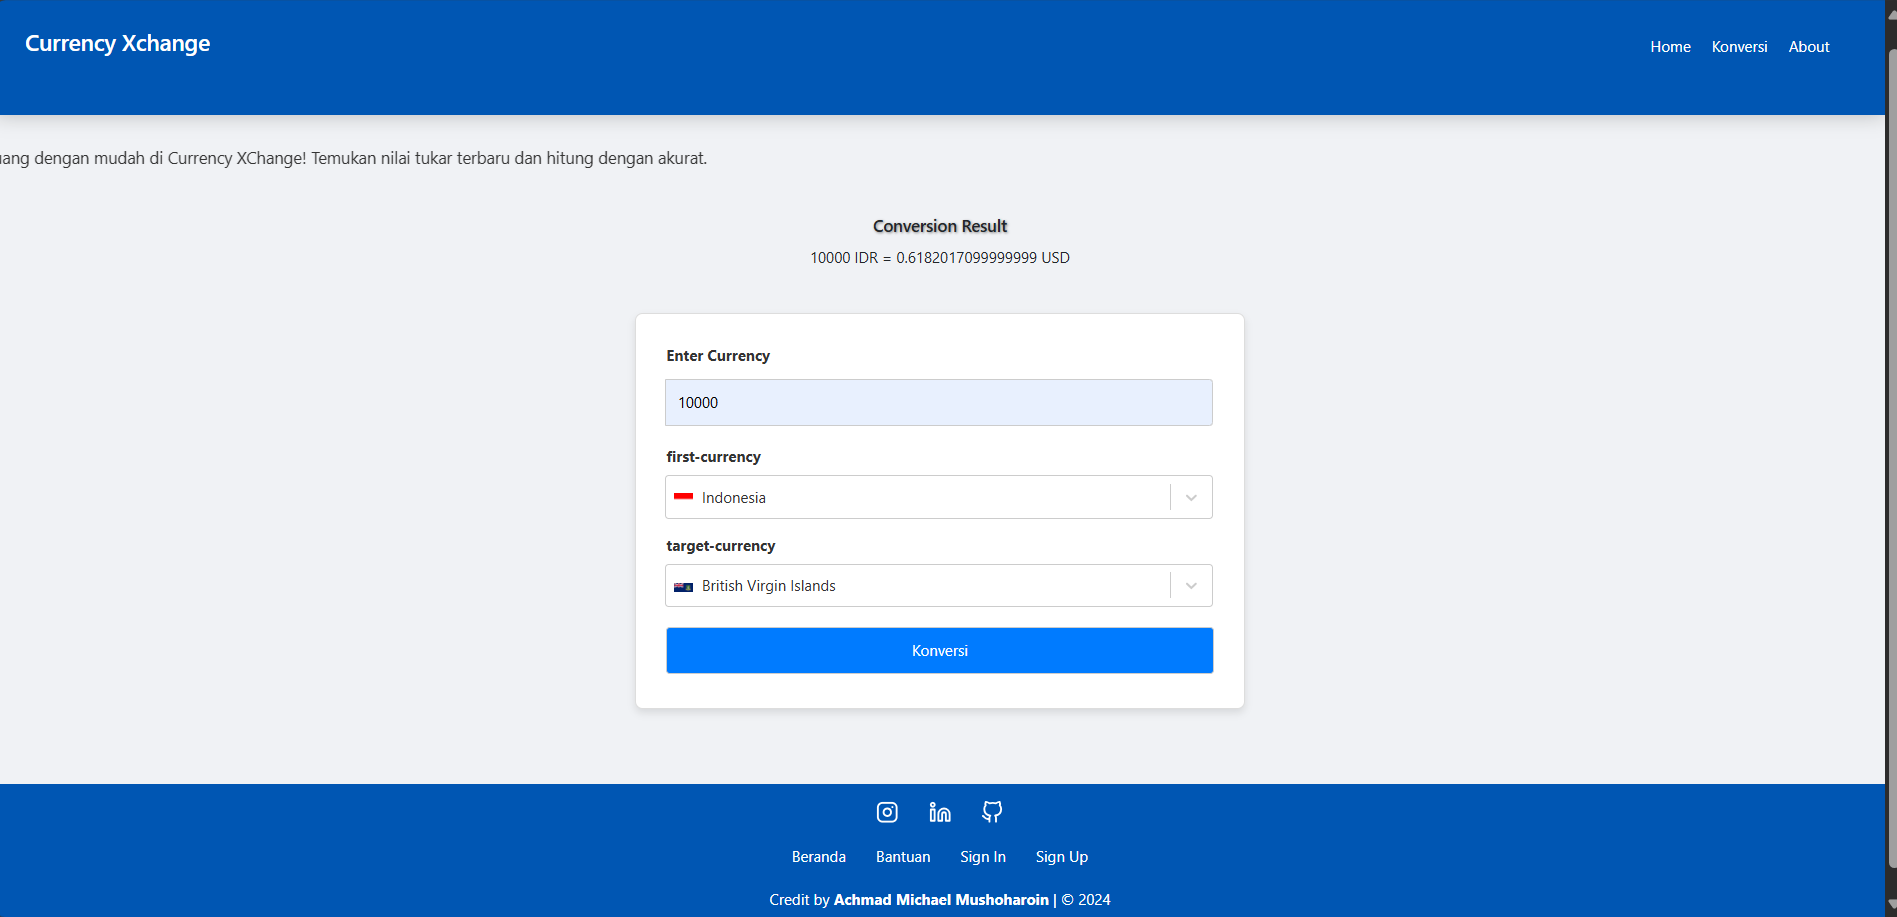 Currency Xchange
Home Konversi About
dengan mudah di Currency XChange! Temukan nilai tukar terbaru dan hitung dengan akurat.
Conversion Result
10000 IDR = 0.6182017099999999 USD
Enter Currency
10000
first-currency
Indonesia
target-currency
British Virgin Islands
Konversi
Beranda Bantuan Sign In Sign Up
Credit by Achmad Michael Mushoharoin | © 2024